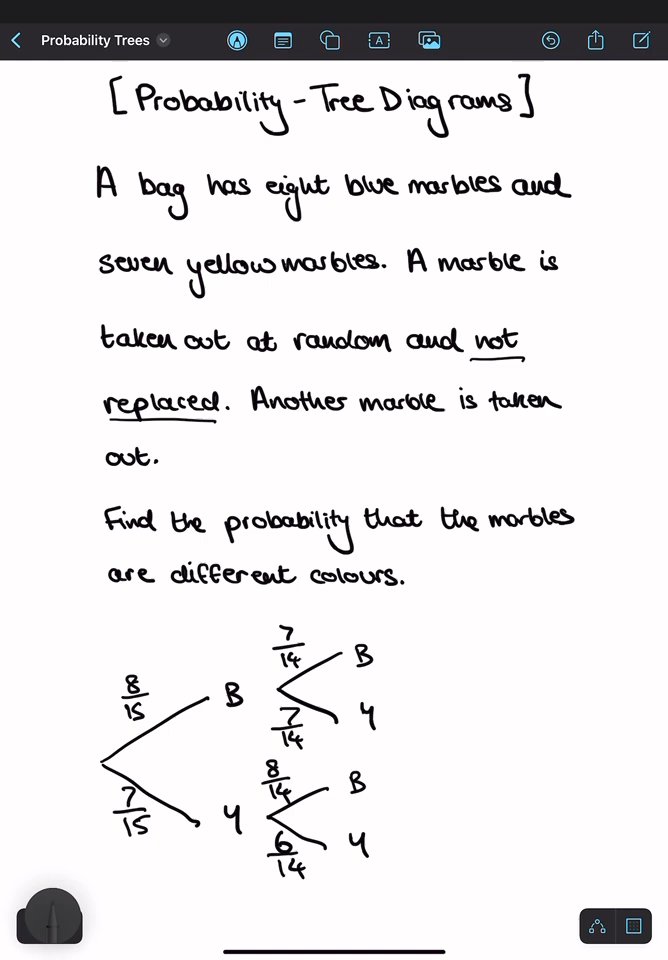 Probability Trees
[Probability - Tree Diagrams]
A bag has eight blue marbles and
seven yellow marbles. A marble is
taken out at random and not
replaced. Another marble is taken
out.
Find the probability that the marbles
are different colours.
7/14 B
8/15 B
7/14 Y
8/14 B
7/15 Y
6/14 Y